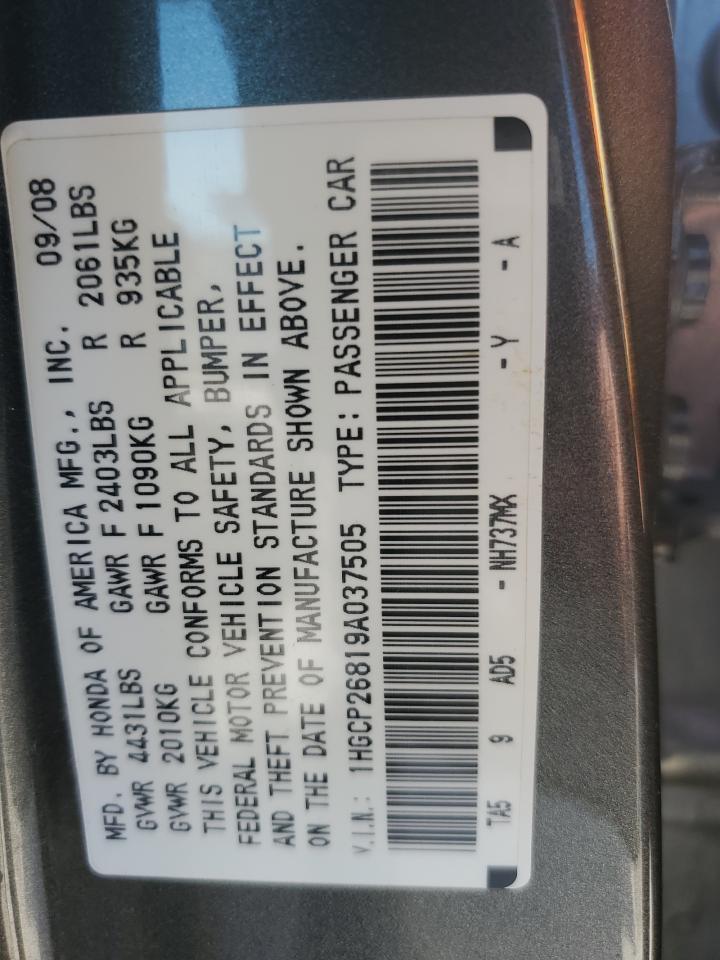 MFD. BY HONDA OF AMERICA MFG., INC. 09/08
GVWR 4431LBS GAWR F 2403LBS R 2061LBS
GVWR 2010KG GAWR F 1090KG R 935KG
THIS VEHICLE CONFORMS TO ALL APPLICABLE
FEDERAL MOTOR VEHICLE SAFETY, BUMPER,
AND THEFT PREVENTION STANDARDS IN EFFECT
ON THE DATE OF MANUFACTURE SHOWN ABOVE.
V.I.N.: 1HGCP26819A037505 TYPE: PASSENGER CAR
TA5 9 AD5 - NH737MX - Y - A